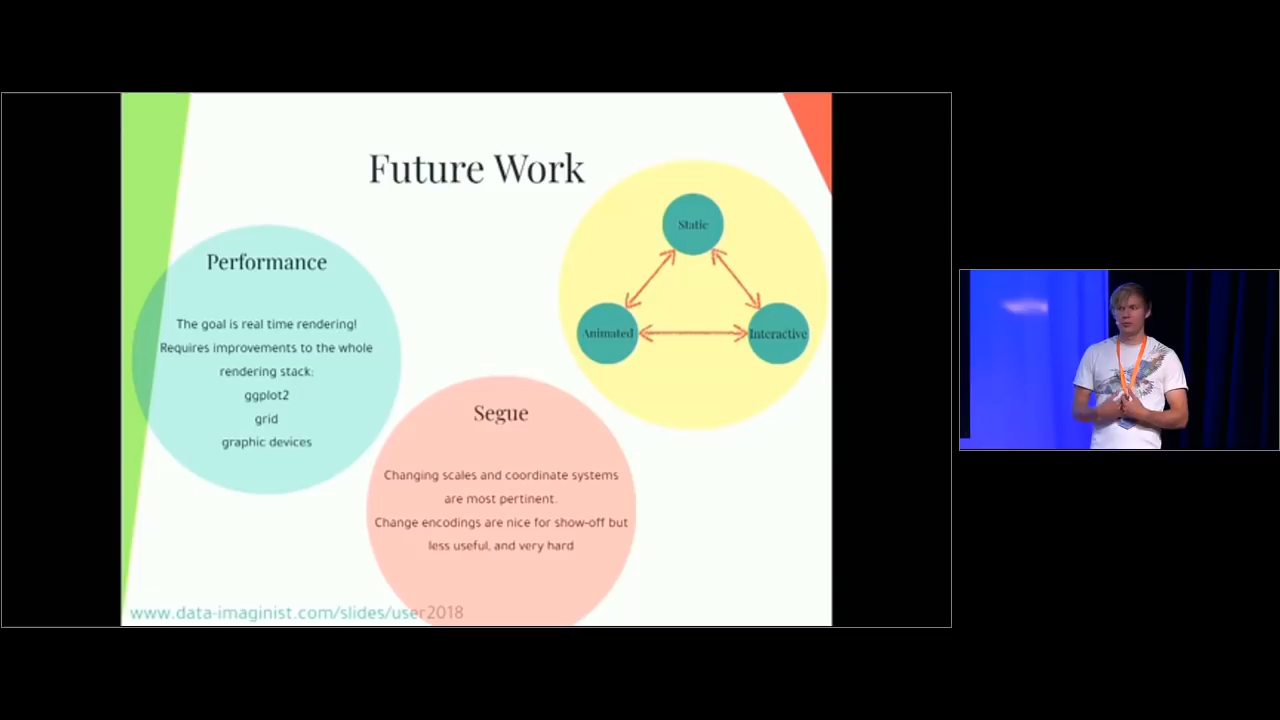 Future Work
Performance
The goal is real time rendering!
Requires improvements to the whole
rendering stack:
ggplot2
grid
graphic devices
Static
Animated
Interactive
Segue
Changing scales and coordinate systems
are most pertinent.
Change encodings are nice for show-off but
less useful, and very hard
www.data-imaginist.com/slides/user2018